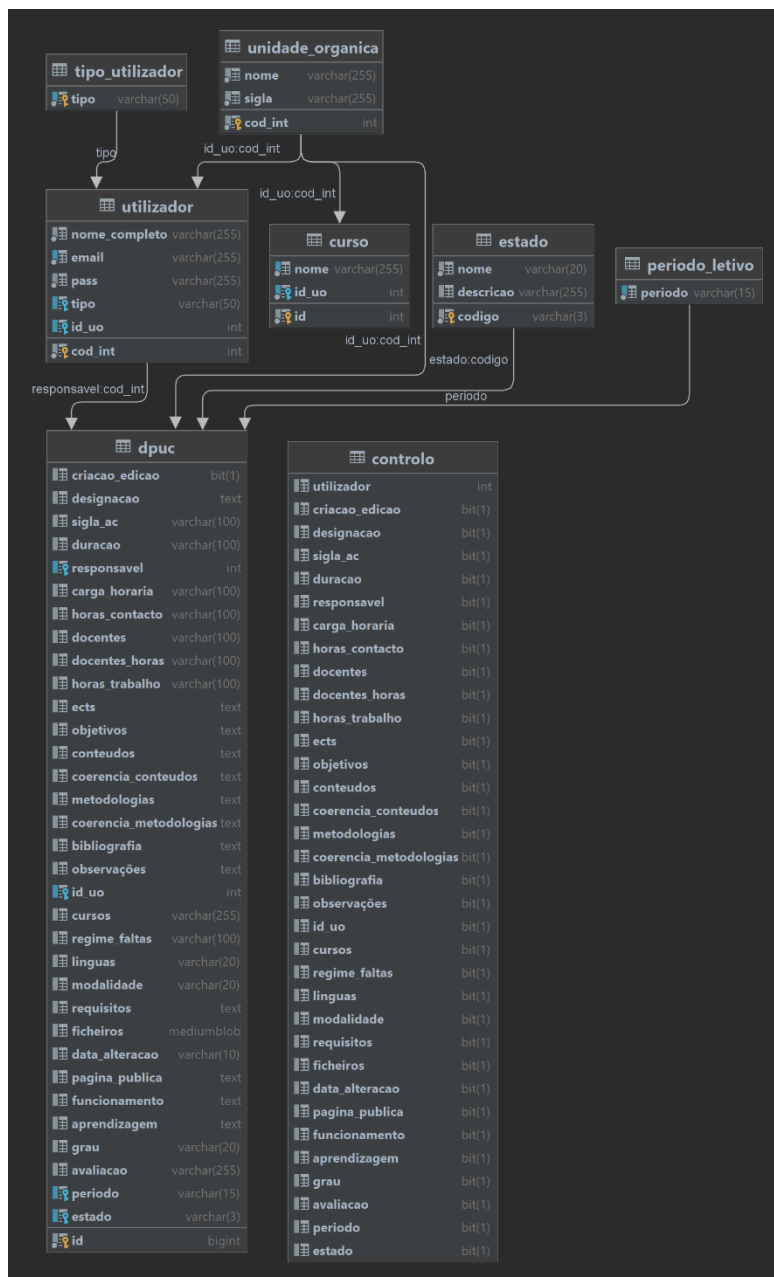 tipo_utilizador
tipo varchar(50)
unidade_organica
nome varchar(255)
sigla varchar(255)
cod_int int
tipo
id_uo:cod_int
id_uo:cod_int
id_uo:cod_int
utilizador
nome_completo varchar(255)
email varchar(255)
pass varchar(255)
tipo varchar(50)
id_uo int
cod_int int
curso
nome varchar(255)
id_uo int
id int
estado
nome varchar(20)
descricao varchar(255)
codigo varchar(3)
periodo_letivo
periodo varchar(15)
responsavel:cod_int
estado:codigo
periodo
dpuc
criacao_edicao bit(1)
designacao text
sigla_ac varchar(100)
duracao varchar(100)
responsavel int
carga_horaria varchar(100)
horas_contacto varchar(100)
docentes varchar(100)
docentes_horas varchar(100)
horas_trabalho varchar(100)
ects text
objetivos text
conteudos text
coerencia_conteudos text
metodologias text
coerencia_metodologias text
bibliografia text
observações text
id_uo int
cursos varchar(255)
regime_faltas varchar(100)
linguas varchar(20)
modalidade varchar(20)
requisitos text
ficheiros mediumblob
data_alteracao varchar(10)
pagina_publica text
funcionamento text
aprendizagem text
grau varchar(20)
avaliacao varchar(255)
periodo varchar(15)
estado varchar(3)
id bigint
controlo
utilizador int
criacao_edicao bit(1)
designacao bit(1)
sigla_ac bit(1)
duracao bit(1)
responsavel bit(1)
carga_horaria bit(1)
horas_contacto bit(1)
docentes bit(1)
docentes_horas bit(1)
horas_trabalho bit(1)
ects bit(1)
objetivos bit(1)
conteudos bit(1)
coerencia_conteudos bit(1)
metodologias bit(1)
coerencia_metodologias bit(1)
bibliografia bit(1)
observações bit(1)
id_uo bit(1)
cursos bit(1)
regime_faltas bit(1)
linguas bit(1)
modalidade bit(1)
requisitos bit(1)
ficheiros bit(1)
data_alteracao bit(1)
pagina_publica bit(1)
funcionamento bit(1)
aprendizagem bit(1)
grau bit(1)
avaliacao bit(1)
periodo bit(1)
estado bit(1)